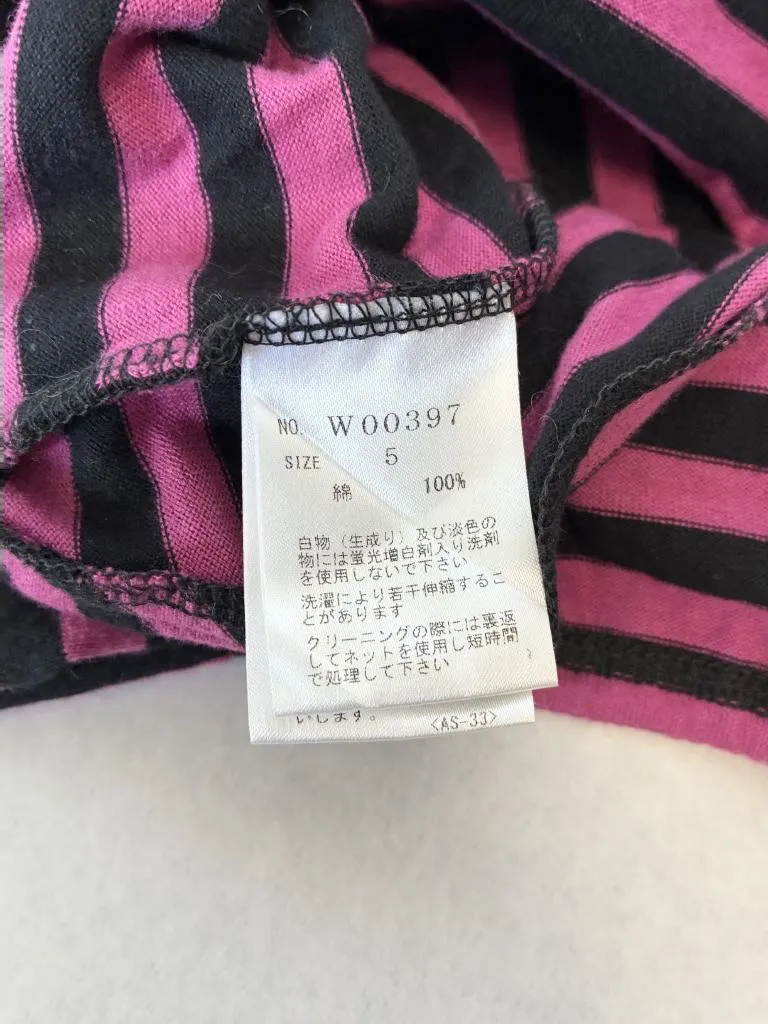 NO. W00397
SIZE 5
綿 100%
白物（生成り）及び淡色の
物には蛍光増白剤入り洗剤
を使用しないで下さい
洗濯により若干伸縮するこ
とがあります
クリーニングの際には裏返
してネットを使用し短時間
で処理して下さい
いします。 <AS-33>